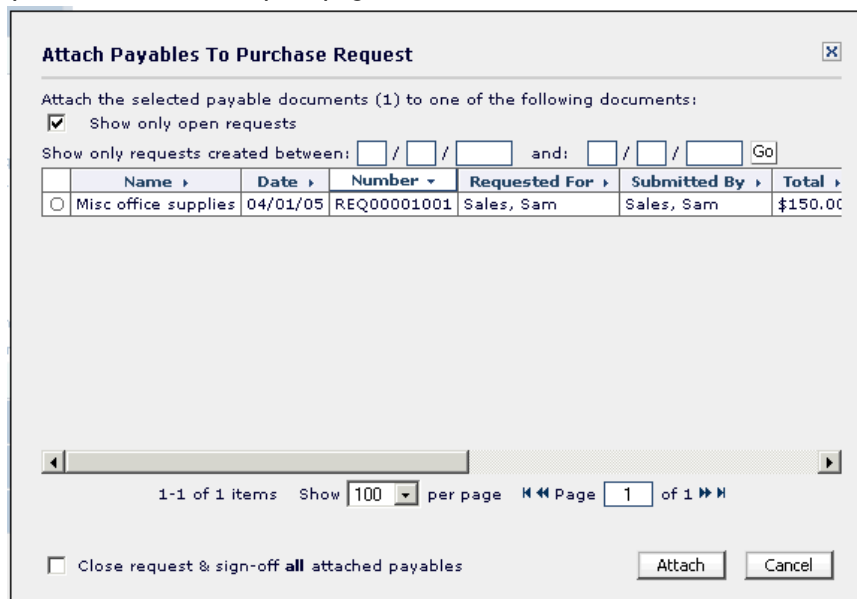 Attach Payables To Purchase Request
Attach the selected payable documents (1) to one of the following documents:
Show only open requests
Show only requests created between: / / and: / / Go
Name Date Number Requested For Submitted By Total
Misc office supplies 04/01/05 REQ00001001 Sales, Sam Sales, Sam $150.00
1-1 of 1 items Show 100 per page Page 1 of 1
Close request & sign-off all attached payables Attach Cancel